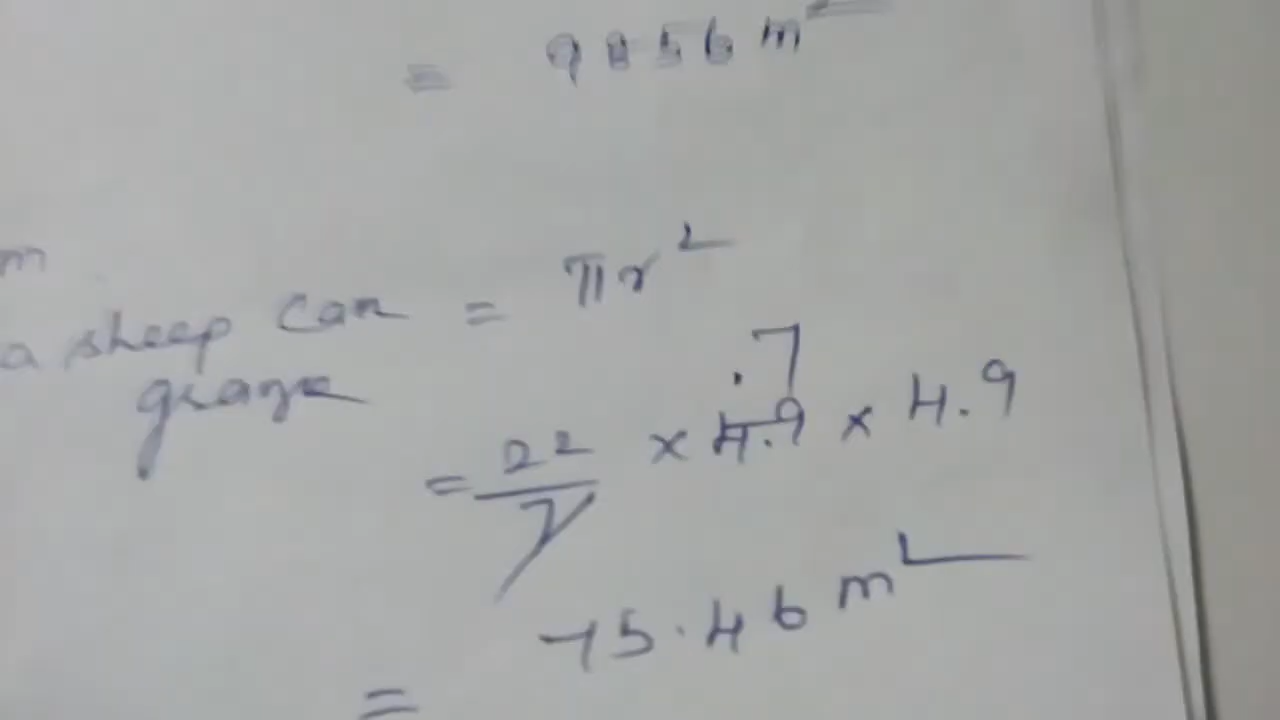 = 9856 m²
m
a sheep can = πr²
graze
.7
= 22/7 × 4.9 × 4.9
= 75.46 m²